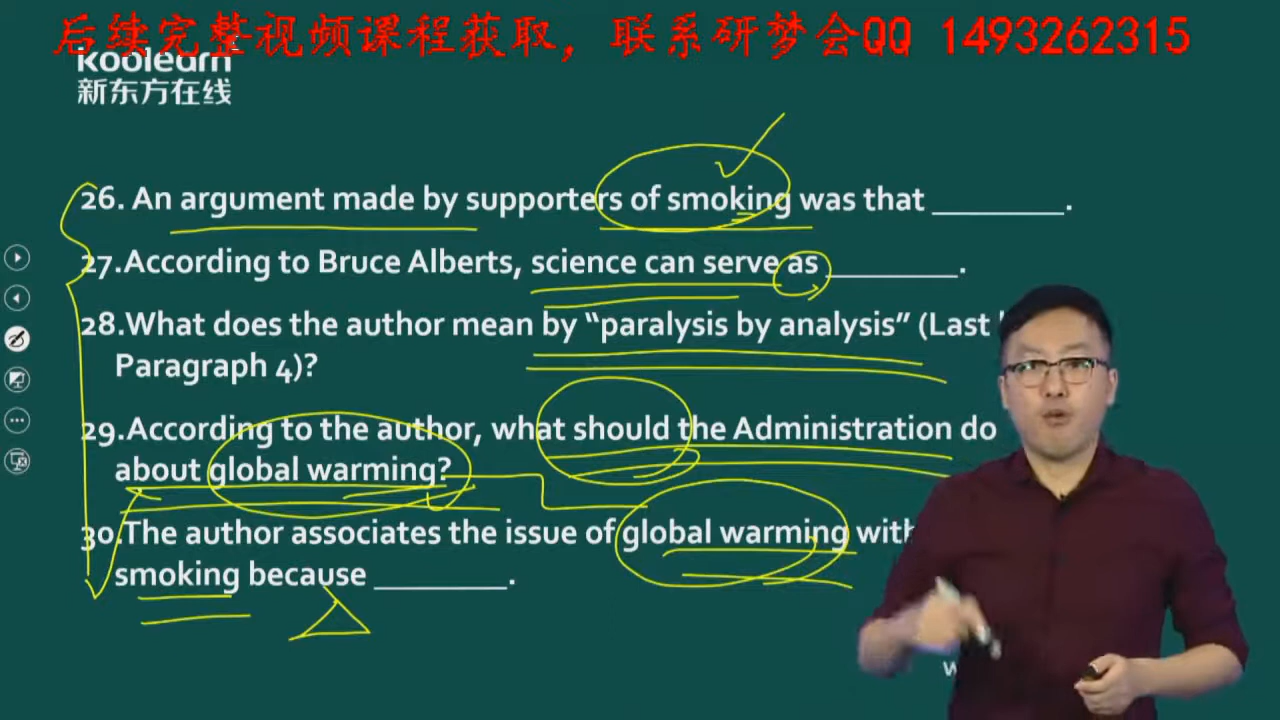 后续完整视频课程获取，联系研梦会QQ 1493262315
koolearn
新东方在线
26. An argument made by supporters of smoking was that ________.
27.According to Bruce Alberts, science can serve as ________.
28.What does the author mean by “paralysis by analysis” (Last
Paragraph 4)?
29.According to the author, what should the Administration do
about global warming?
30.The author associates the issue of global warming with
smoking because ________.